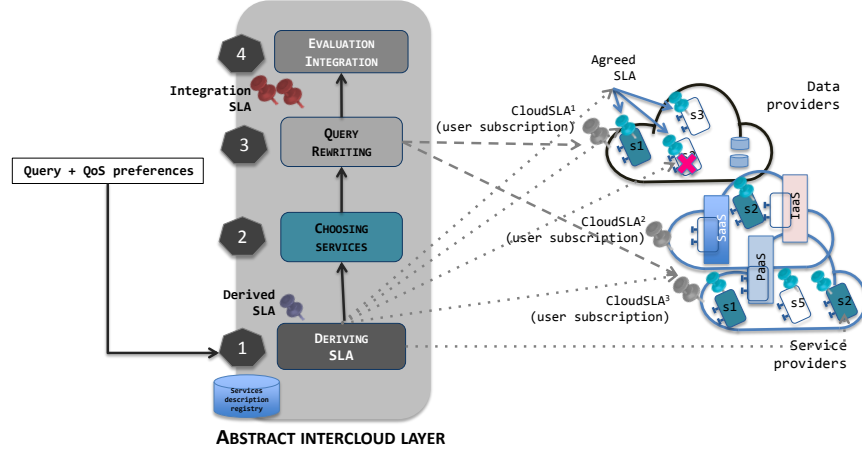 4
EVALUATION
INTEGRATION
Integration
SLA
3
QUERY
REWRITING
Query + QoS preferences
2
CHOOSING
SERVICES
Derived
SLA
1
DERIVING
SLA
Services
description
registry
ABSTRACT INTERCLOUD LAYER
Agreed
SLA
Data
providers
CloudSLA¹
(user subscription)
s3
s1
CloudSLA²
(user subscription)
SaaS
s2
IaaS
PaaS
CloudSLA³
(user subscription)
s1
s5
s2
Service
providers